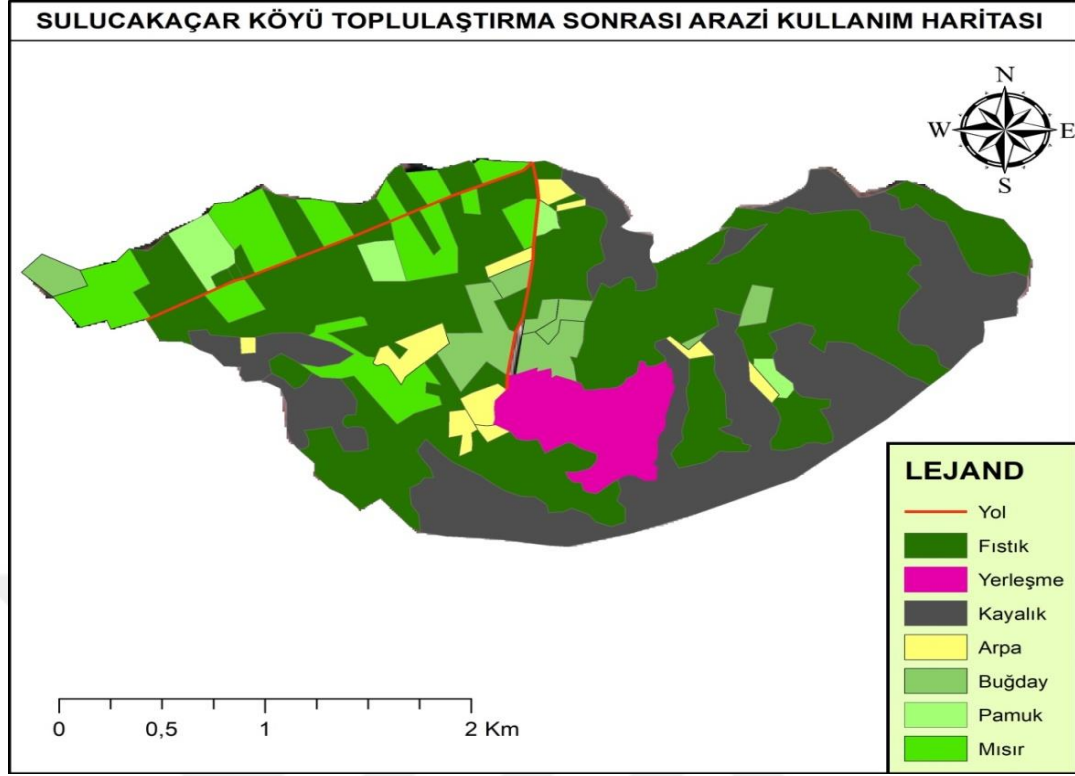 SULUCAKAÇAR KÖYÜ TOPLULAŞTIRMA SONRASI ARAZİ KULLANIM HARİTASI
N
W E
S
LEJAND
Yol
Fıstık
Yerleşme
Kayalık
Arpa
Buğday
Pamuk
Mısır
0 0,5 1 2 Km